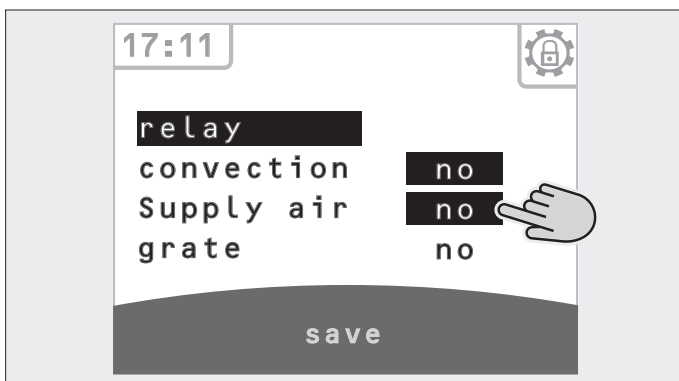 17:11
relay
convection no
Supply air no
grate no
save